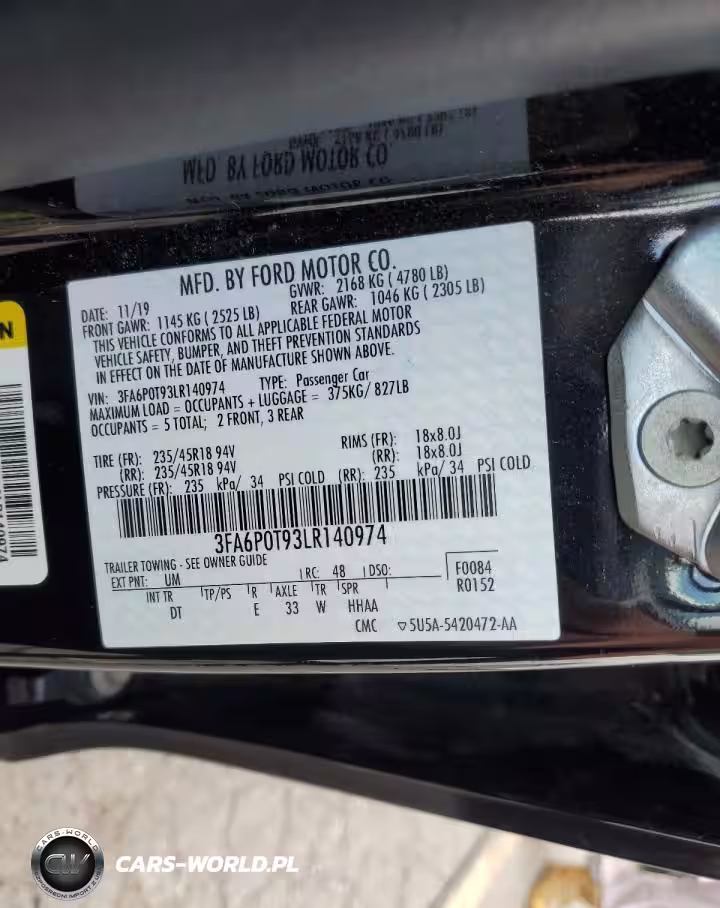 MFD. BY FORD MOTOR CO.
DATE: 11/19 GVWR: 2168 KG ( 4780 LB)
FRONT GAWR: 1145 KG ( 2525 LB) REAR GAWR: 1046 KG ( 2305 LB)
THIS VEHICLE CONFORMS TO ALL APPLICABLE FEDERAL MOTOR
VEHICLE SAFETY, BUMPER, AND THEFT PREVENTION STANDARDS
IN EFFECT ON THE DATE OF MANUFACTURE SHOWN ABOVE.
VIN: 3FA6P0T93LR140974 TYPE: Passenger Car
MAXIMUM LOAD = OCCUPANTS + LUGGAGE = 375KG/ 827LB
OCCUPANTS = 5 TOTAL; 2 FRONT, 3 REAR
TIRE (FR): 235/45R18 94V RIMS (FR): 18x8.0J
(RR): 235/45R18 94V (RR): 18x8.0J
PRESSURE (FR): 235 kPa/ 34 PSI COLD (RR): 235 kPa/ 34 PSI COLD
3FA6P0T93LR140974
TRAILER TOWING - SEE OWNER GUIDE
EXT PNT: UM RC: 48 DSO: F0084
INT TR TP/PS R AXLE TR SPR R0152
DT E 33 W HHAA
CMC 5U5A-5420472-AA
N
CARS-WORLD
CW
CARS-WORLD.PL